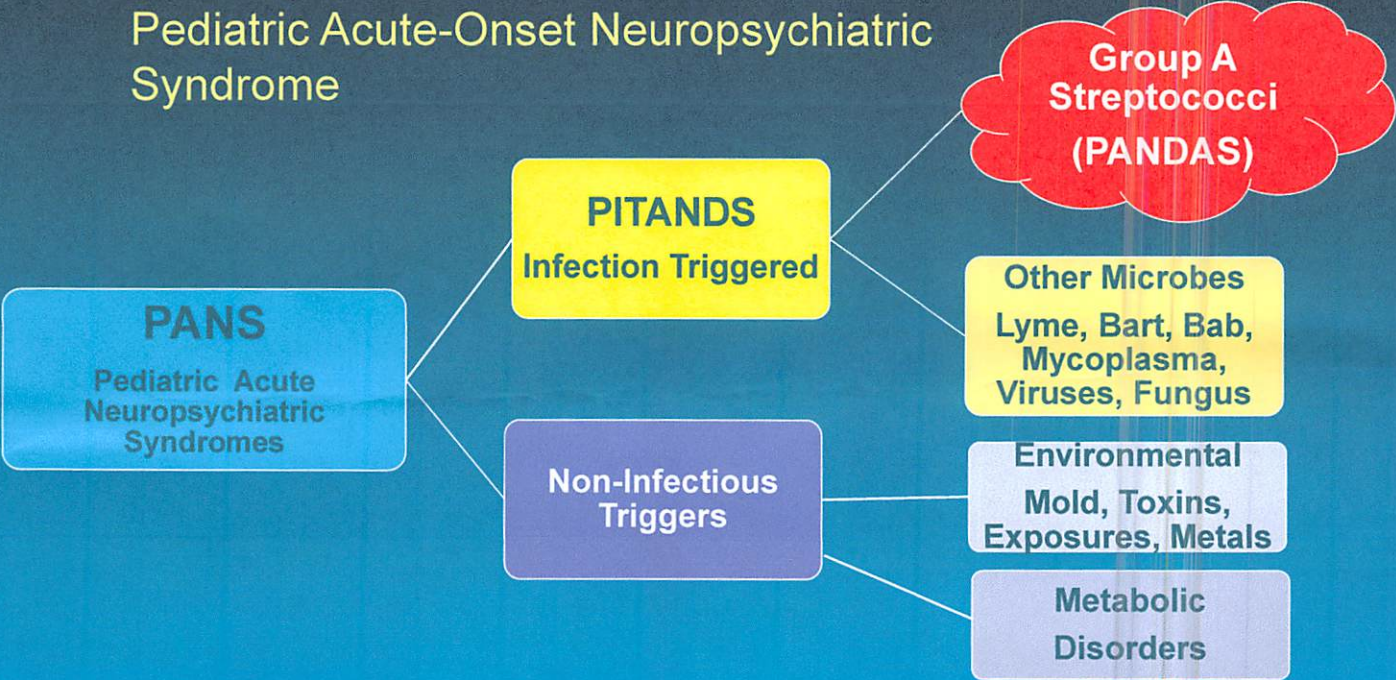 Pediatric Acute-Onset Neuropsychiatric
Syndrome
PANS
Pediatric Acute
Neuropsychiatric
Syndromes
PITANDS
Infection Triggered
Non-Infectious
Triggers
Group A
Streptococci
(PANDAS)
Other Microbes
Lyme, Bart, Bab,
Mycoplasma,
Viruses, Fungus
Environmental
Mold, Toxins,
Exposures, Metals
Metabolic
Disorders